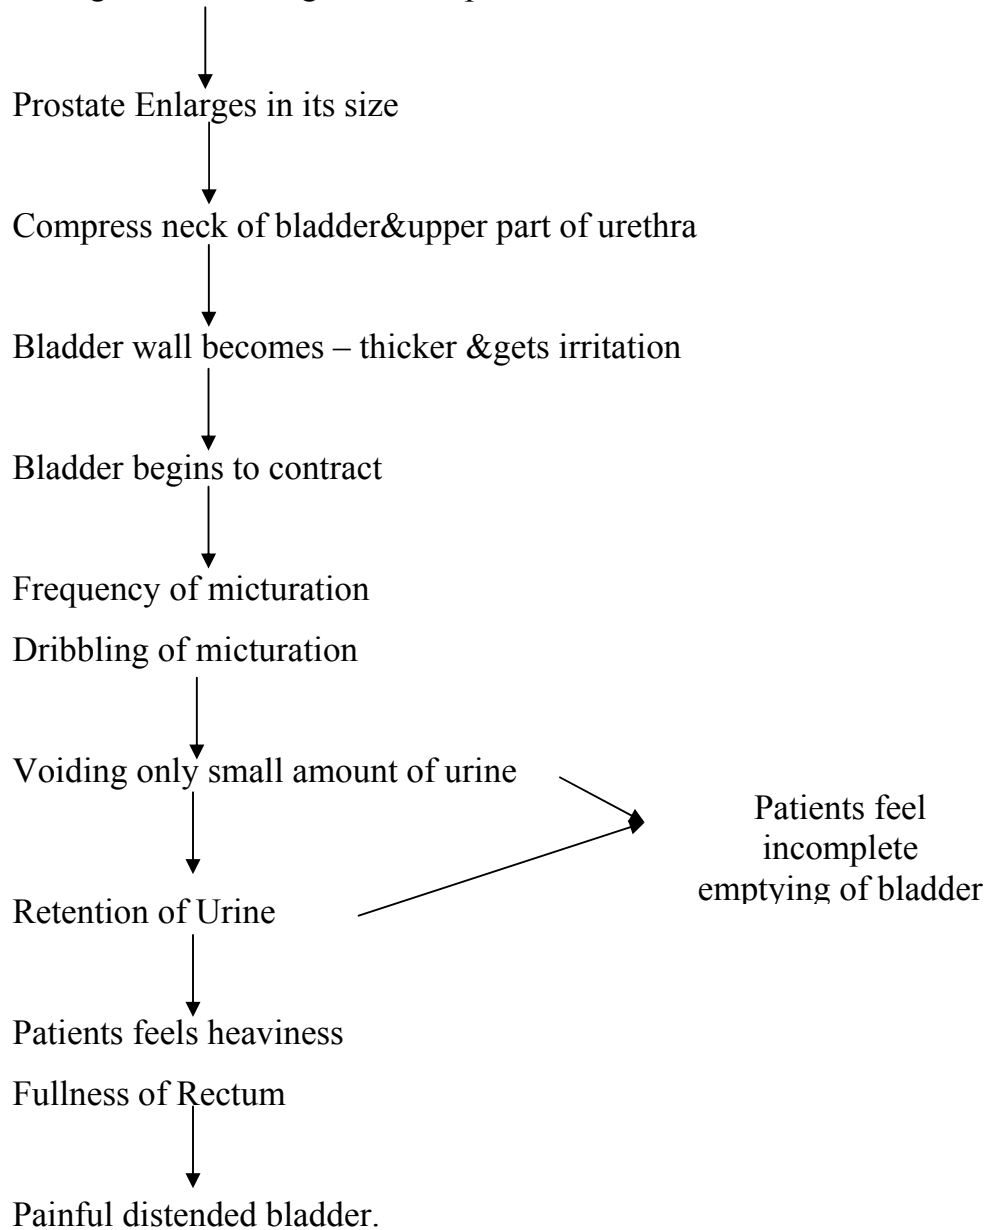 Prostate Enlarges in its size
Compress neck of bladder&upper part of urethra
Bladder wall becomes – thicker &gets irritation
Bladder begins to contract
Frequency of micturation
Dribbling of micturation
Voiding only small amount of urine
Patients feel
incomplete
emptying of bladder
Retention of Urine
Patients feels heaviness
Fullness of Rectum
Painful distended bladder.